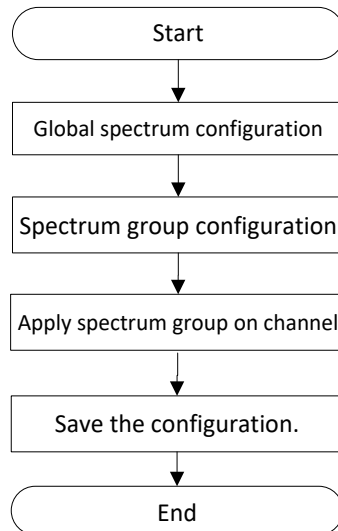 Start
Global spectrum configuration
Spectrum group configuration
Apply spectrum group on channel
Save the configuration.
End